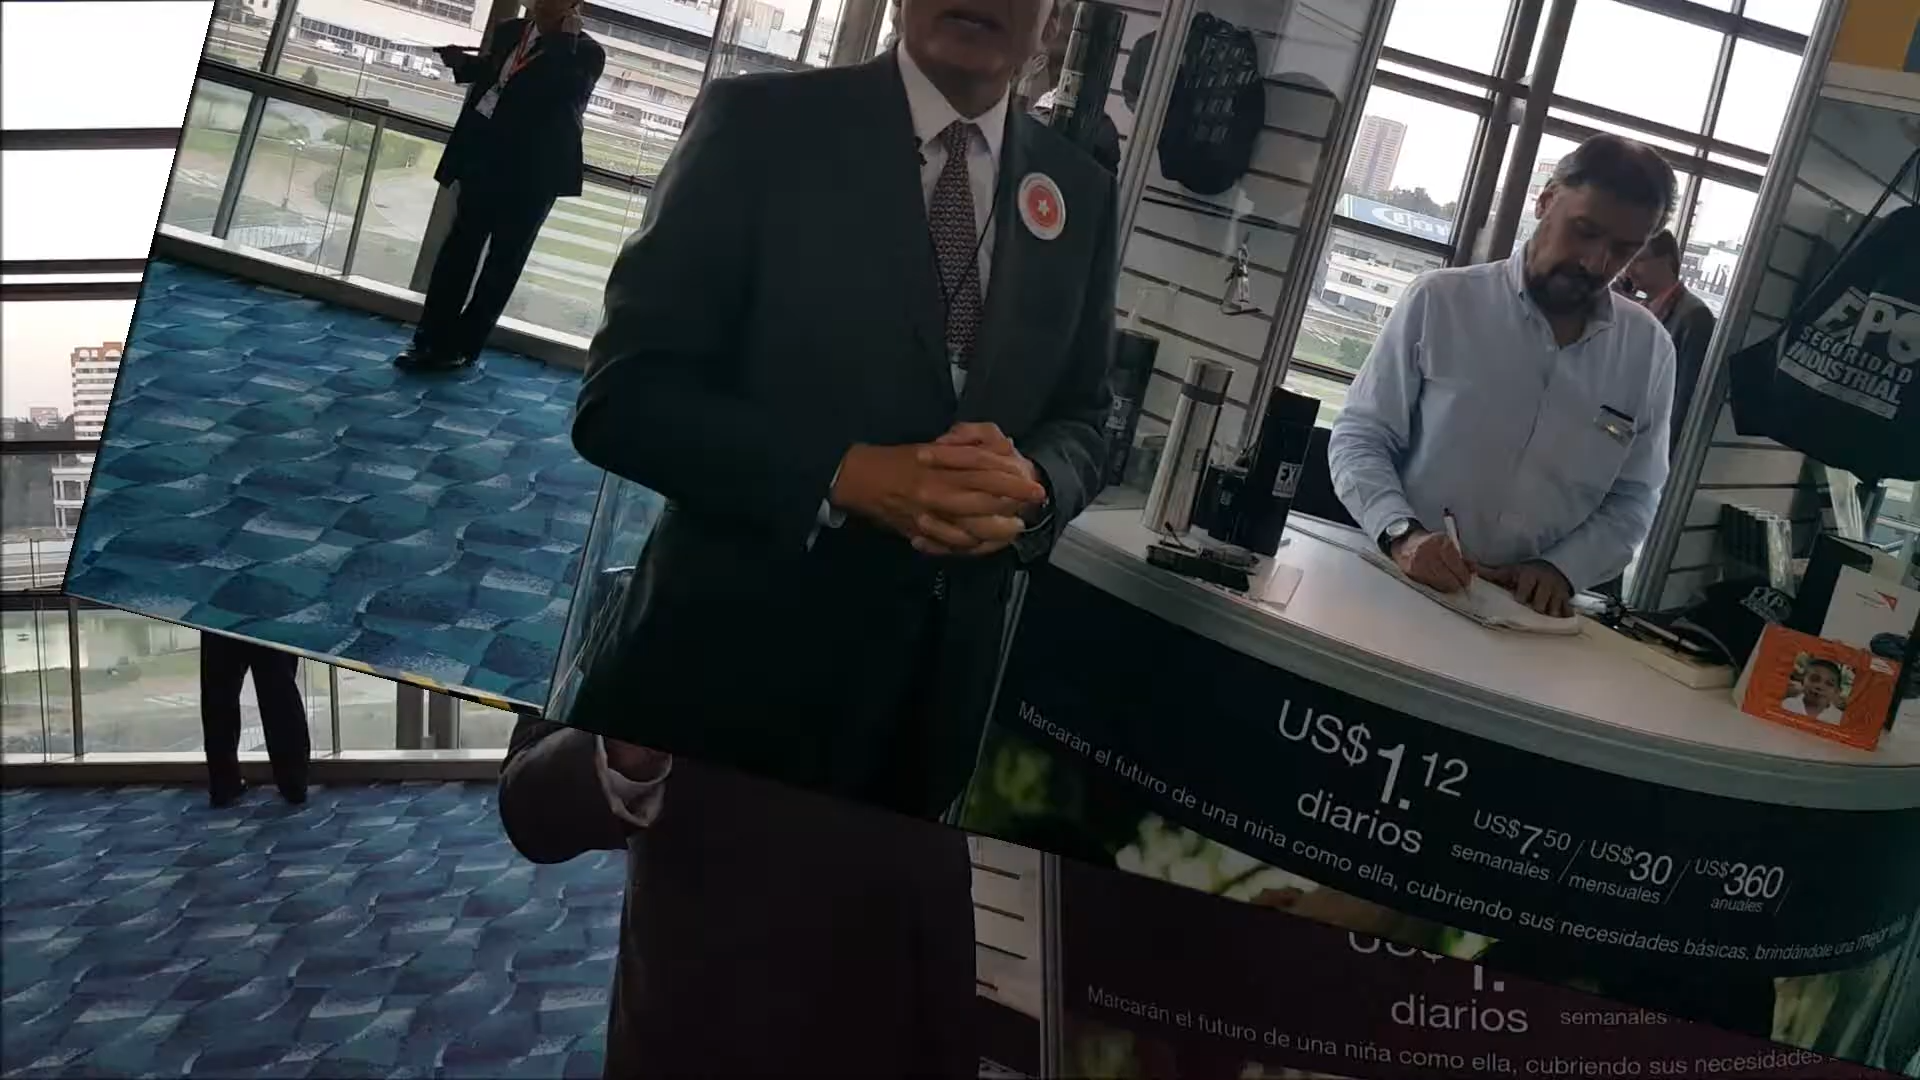 EXPO
SEGURIDAD
INDUSTRIAL
US$1.12
diarios
US$7.50
semanales
US$30
mensuales
US$360
anuales
Marcarán el futuro de una niña como ella, cubriendo sus necesidades básicas, brindándole una mejor vida
diarios
semanales
Marcarán el futuro de una niña como ella, cubriendo sus necesidades